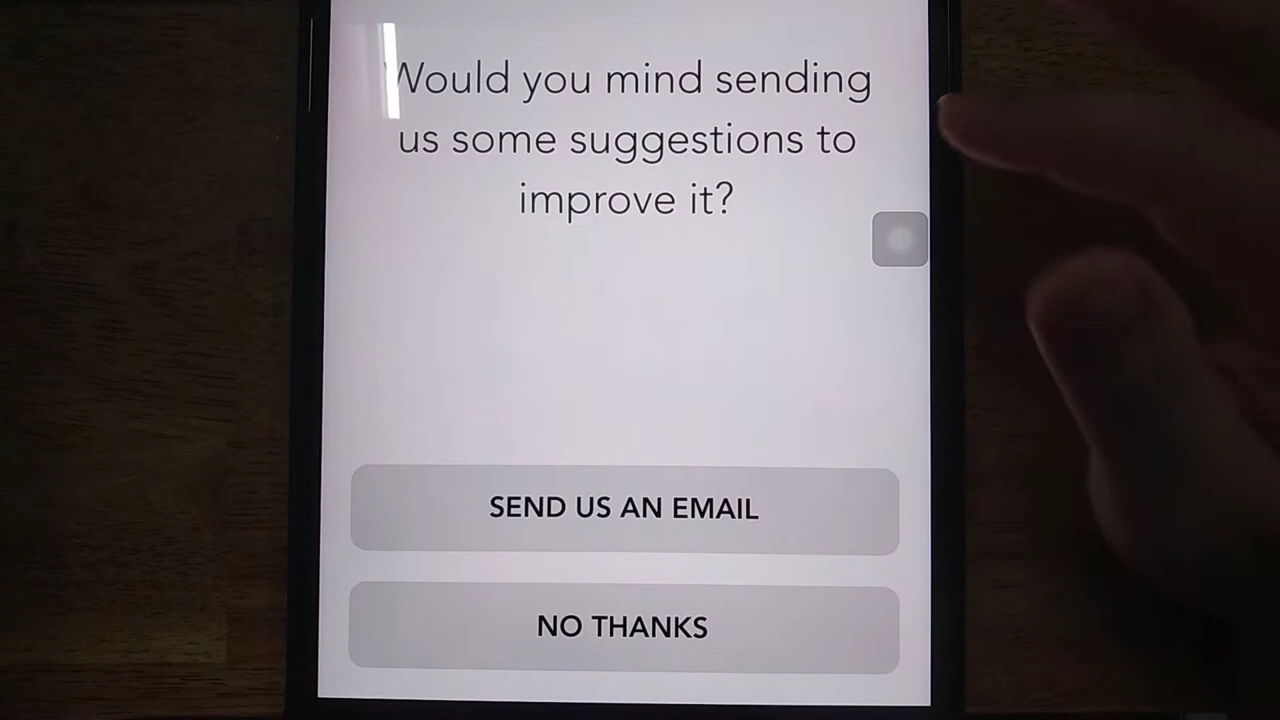 Would you mind sending
us some suggestions to
improve it?
SEND US AN EMAIL
NO THANKS